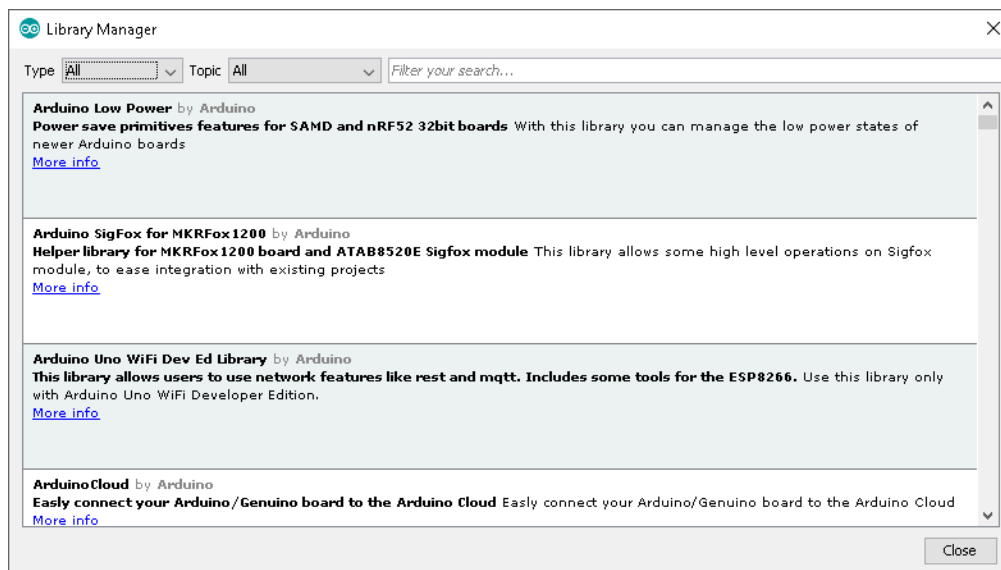 Library Manager
Type All Topic All Filter your search...
Arduino Low Power by Arduino
Power save primitives features for SAMD and nRF52 32bit boards With this library you can manage the low power states of
newer Arduino boards
More info
Arduino SigFox for MKRFox1200 by Arduino
Helper library for MKRFox1200 board and ATAB8520E Sigfox module This library allows some high level operations on Sigfox
module, to ease integration with existing projects
More info
Arduino Uno WiFi Dev Ed Library by Arduino
This library allows users to use network features like rest and mqtt. Includes some tools for the ESP8266. Use this library only
with Arduino Uno WiFi Developer Edition.
More info
ArduinoCloud by Arduino
Easly connect your Arduino/Genuino board to the Arduino Cloud Easly connect your Arduino/Genuino board to the Arduino Cloud
More info
Close